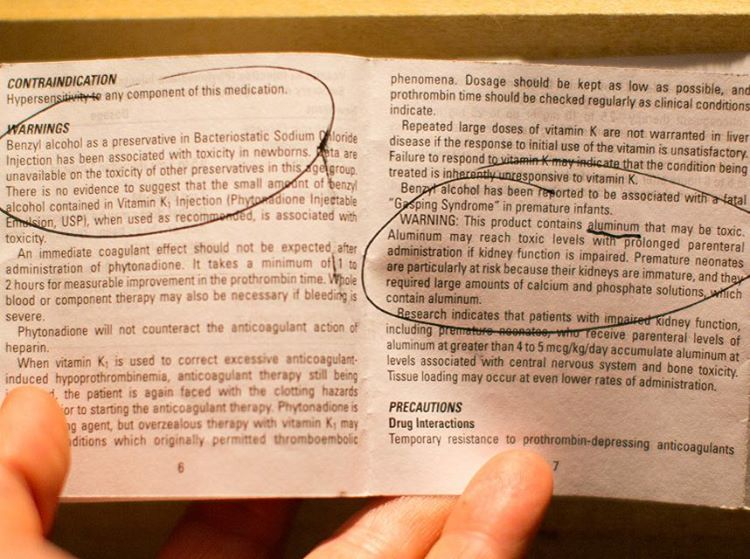 CONTRAINDICATION
Hypersensitivity to any component of this medication.
WARNINGS
Benzyl alcohol as a preservative in Bacteriostatic Sodium Chloride
Injection has been associated with toxicity in newborns. Data are
unavailable on the toxicity of other preservatives in this age group.
There is no evidence to suggest that the small amount of benzyl
alcohol contained in Vitamin K₁ Injection (Phytonadione Injectable
Emulsion, USP), when used as recommended, is associated with
toxicity.
An immediate coagulant effect should not be expected after
administration of phytonadione. It takes a minimum of 1 to
2 hours for measurable improvement in the prothrombin time. Whole
blood or component therapy may also be necessary if bleeding is
severe.
Phytonadione will not counteract the anticoagulant action of
heparin.
When vitamin K₁ is used to correct excessive anticoagulant-
induced hypoprothrombinemia, anticoagulant therapy still being
the patient is again faced with the clotting hazards
to starting the anticoagulant therapy. Phytonadione is
agent, but overzealous therapy with vitamin K₁ may
which originally permitted thromboembolic
6
phenomena. Dosage should be kept as low as possible, and
prothrombin time should be checked regularly as clinical conditions
indicate.
Repeated large doses of vitamin K are not warranted in liver
disease if the response to initial use of the vitamin is unsatisfactory.
Failure to respond to vitamin K may indicate that the condition being
treated is inherently unresponsive to vitamin K.
Benzyl alcohol has been reported to be associated with a fatal
"Gasping Syndrome" in premature infants.
WARNING: This product contains aluminum that may be toxic.
Aluminum may reach toxic levels with prolonged parenteral
administration if kidney function is impaired. Premature neonates
are particularly at risk because their kidneys are immature, and they
required large amounts of calcium and phosphate solutions, which
contain aluminum.
Research indicates that patients with impaired kidney function,
including premature neonates, who receive parenteral levels of
aluminum at greater than 4 to 5 mcg/kg/day accumulate aluminum at
levels associated with central nervous system and bone toxicity.
Tissue loading may occur at even lower rates of administration.
PRECAUTIONS
Drug Interactions
Temporary resistance to prothrombin-depressing anticoagulants
7